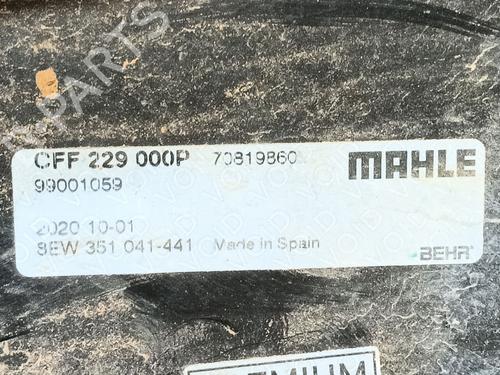 CFF 229 000P 70819860 MAHLE
99001059
2020 10-01
8EW 351 041-441 Made in Spain
BEHR